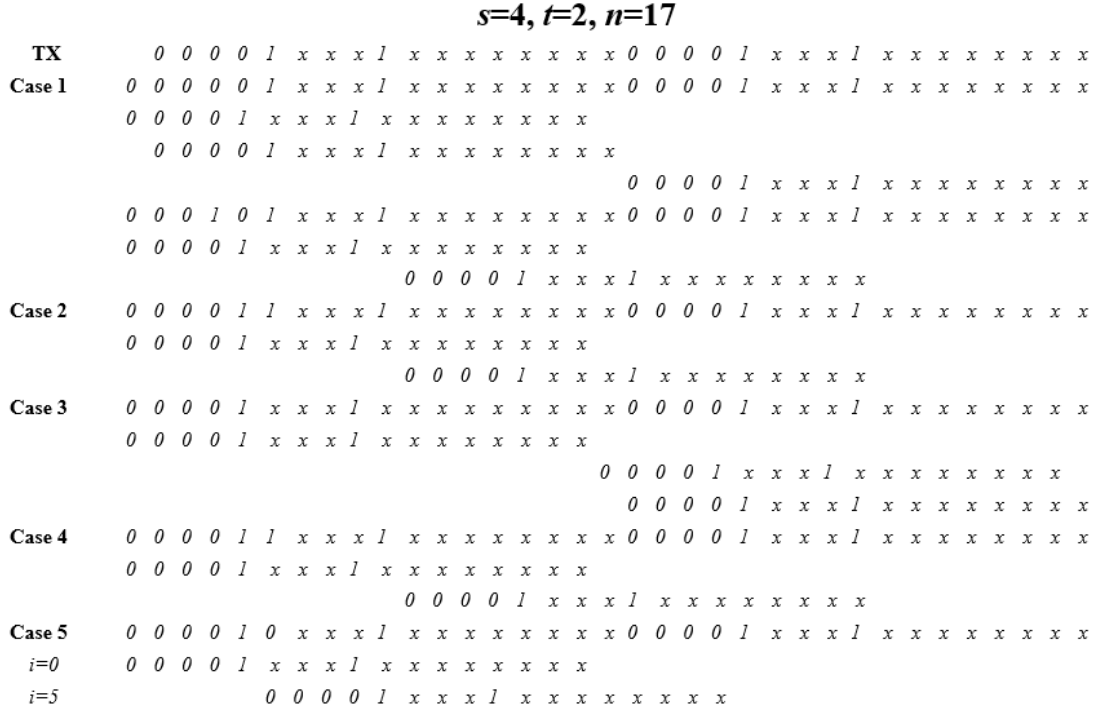 s=4, t=2, n=17
TX 0 0 0 0 1 x x x 1 x x x x x x x x 0 0 0 0 1 x x x 1 x x x x x x x x
Case 1 0 0 0 0 0 1 x x x 1 x x x x x x x x 0 0 0 0 1 x x x 1 x x x x x x x x
0 0 0 0 1 x x x 1 x x x x x x x x
0 0 0 0 1 x x x 1 x x x x x x x x
0 0 0 0 1 x x x 1 x x x x x x x x
0 0 0 1 0 1 x x x 1 x x x x x x x x 0 0 0 0 1 x x x 1 x x x x x x x x
0 0 0 0 1 x x x 1 x x x x x x x x
0 0 0 0 1 x x x 1 x x x x x x x x
Case 2 0 0 0 0 1 1 x x x 1 x x x x x x x x 0 0 0 0 1 x x x 1 x x x x x x x x
0 0 0 0 1 x x x 1 x x x x x x x x
0 0 0 0 1 x x x 1 x x x x x x x x
Case 3 0 0 0 0 1 x x x 1 x x x x x x x x x 0 0 0 0 1 x x x 1 x x x x x x x x
0 0 0 0 1 x x x 1 x x x x x x x x
0 0 0 0 1 x x x 1 x x x x x x x x
0 0 0 0 1 x x x 1 x x x x x x x x
Case 4 0 0 0 0 1 1 x x x 1 x x x x x x x x 0 0 0 0 1 x x x 1 x x x x x x x x
0 0 0 0 1 x x x 1 x x x x x x x x
0 0 0 0 1 x x x 1 x x x x x x x x
Case 5 0 0 0 0 1 0 x x x 1 x x x x x x x x 0 0 0 0 1 x x x 1 x x x x x x x x
i=0 0 0 0 0 1 x x x 1 x x x x x x x x
i=5 0 0 0 0 1 x x x 1 x x x x x x x x